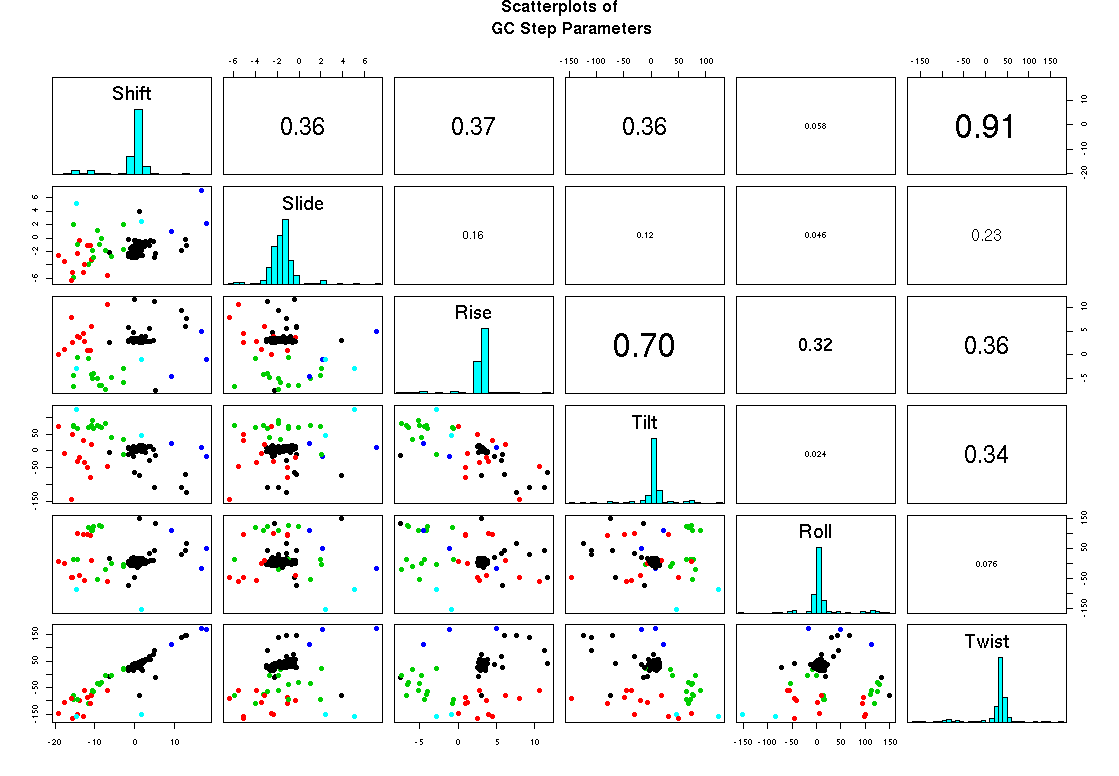 Scatterplots of
GC Step Parameters
-6 -4 -2 0 2 4 6 -150 -50 0 50 100 -150 -50 0 50 150
Shift 0.36 0.37 0.36 0.058 0.91 -20 -10 0 10
-6 -2 0 2 4 6 Slide 0.16 0.12 0.046 0.23
Rise 0.70 0.32 0.36 -5 0 5 10
-150 -50 0 50 Tilt 0.024 0.34
Roll 0.076 -150 -50 0 50 150
-150 -50 50 150 Twist
-20 -10 0 10 -5 0 5 10 -150 -100 -50 0 50 100 150